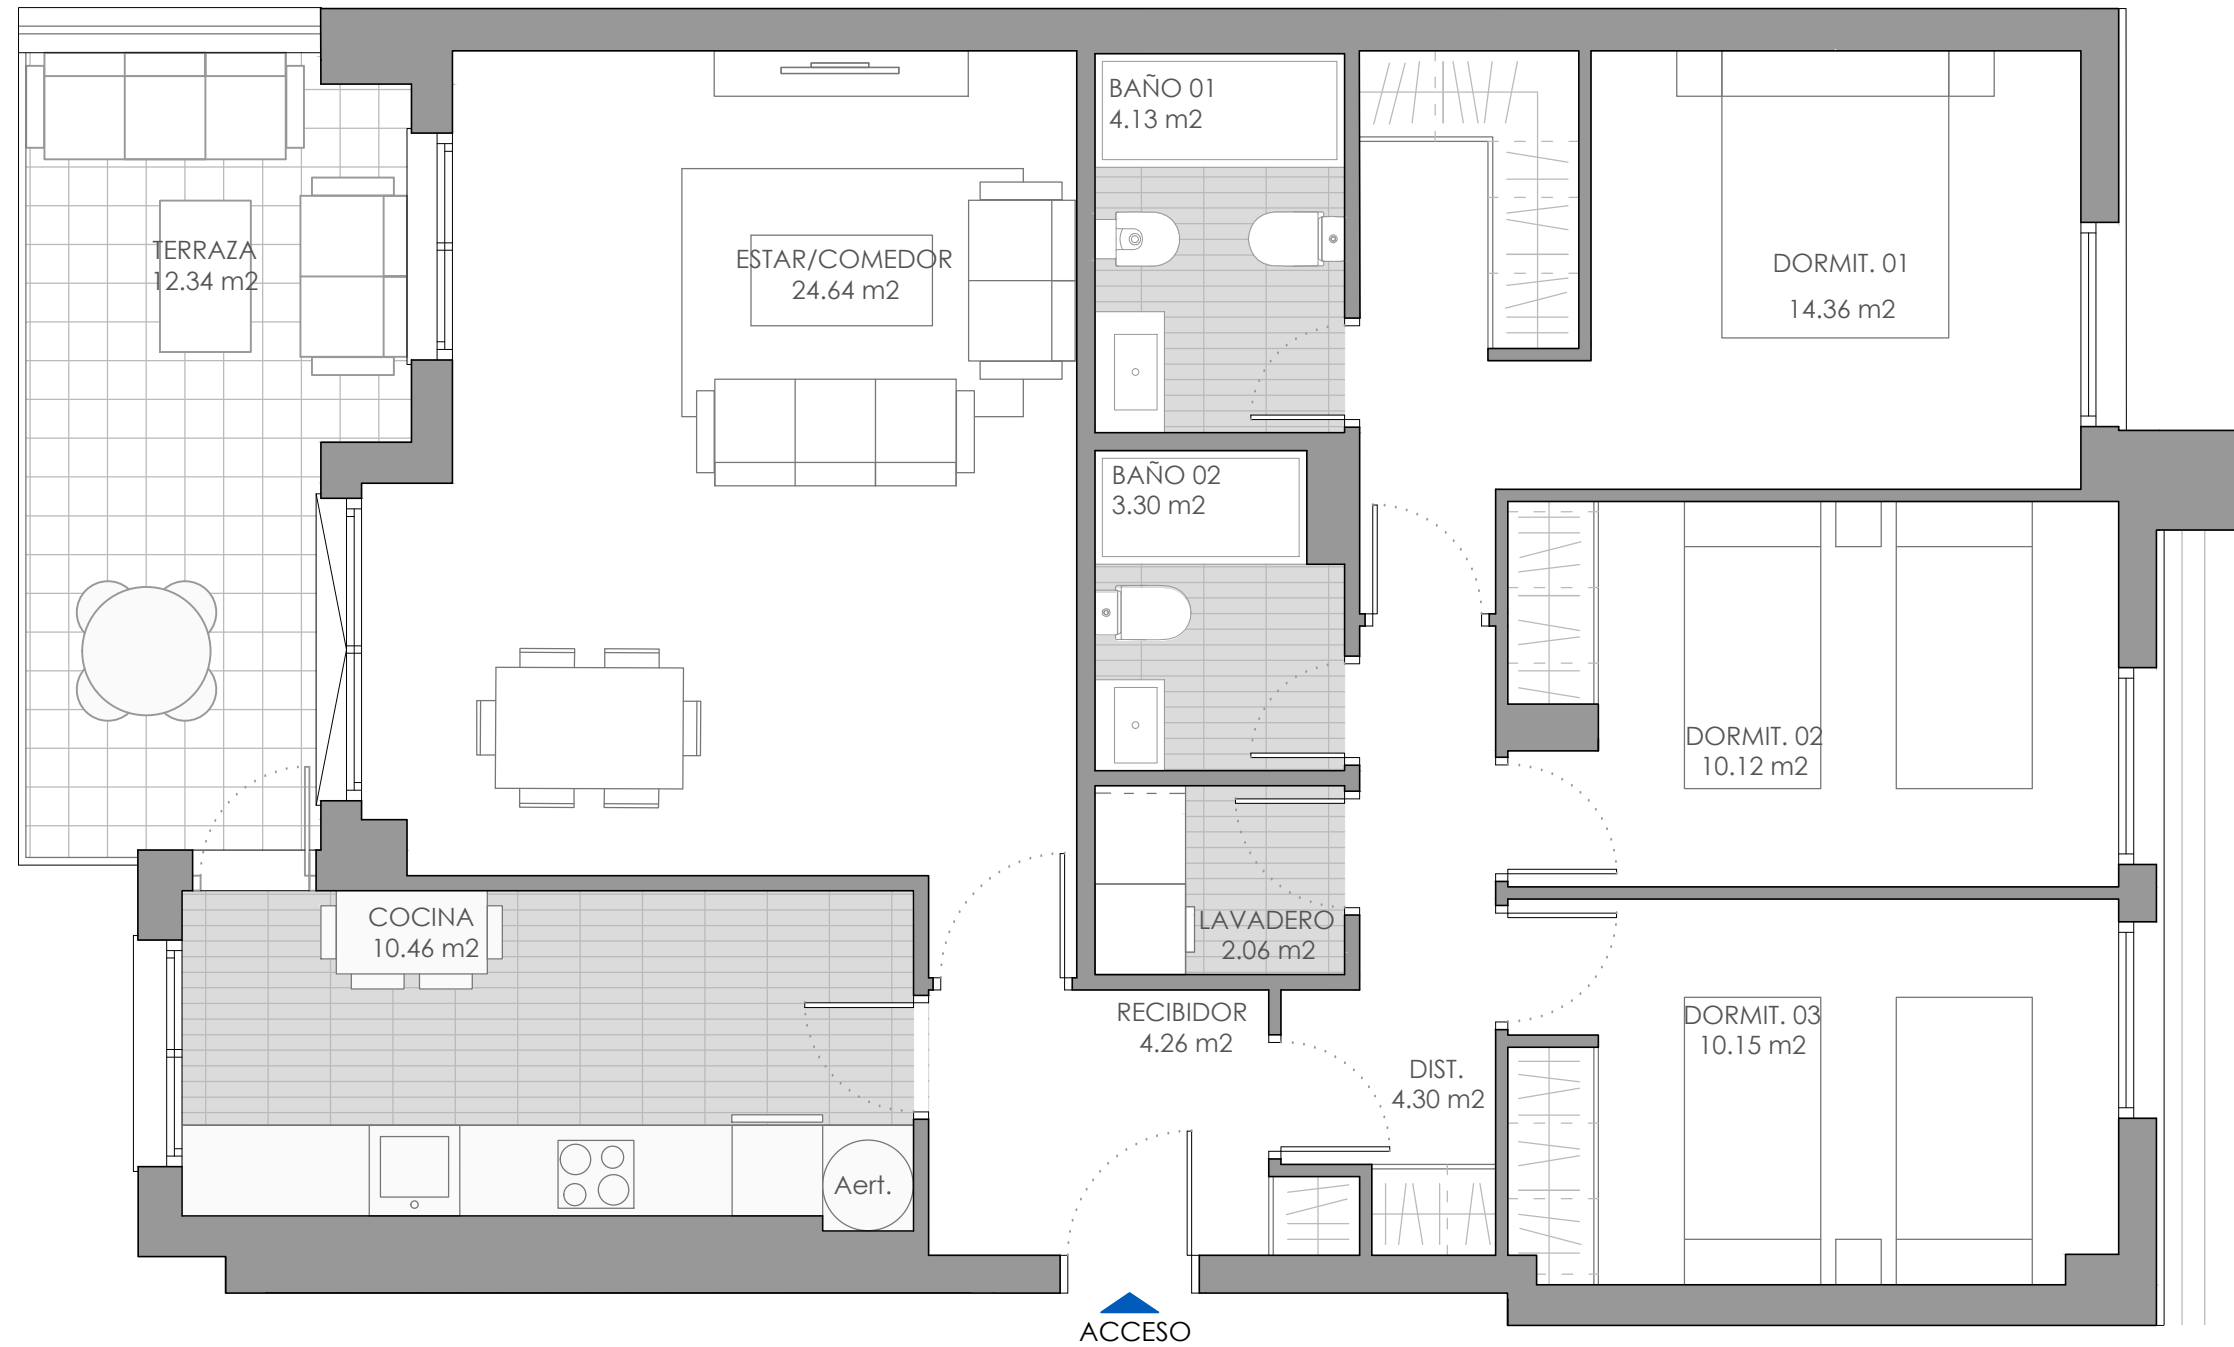 BAÑO 01
4.13 m2
TERRAZA
12.34 m2
ESTAR/COMEDOR
24.64 m2
DORMIT. 01
14.36 m2
BAÑO 02
3.30 m2
DORMIT. 02
10.12 m2
COCINA
10.46 m2
LAVADERO
2.06 m2
RECIBIDOR
4.26 m2
DORMIT. 03
10.15 m2
DIST.
4.30 m2
Aert.
ACCESO